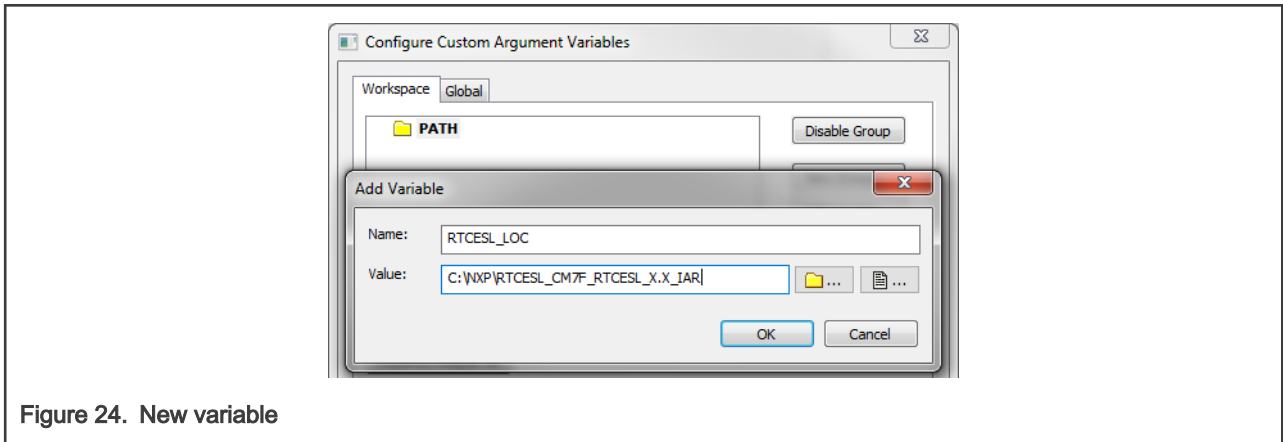 Configure Custom Argument Variables
Workspace Global
PATH
Disable Group
Add Variable
Name: RTCESL_LOC
Value: C:\NXP\RTCESL_CM7F_RTCESL_X.X_IAR ... ...
OK Cancel
Figure 24. New variable